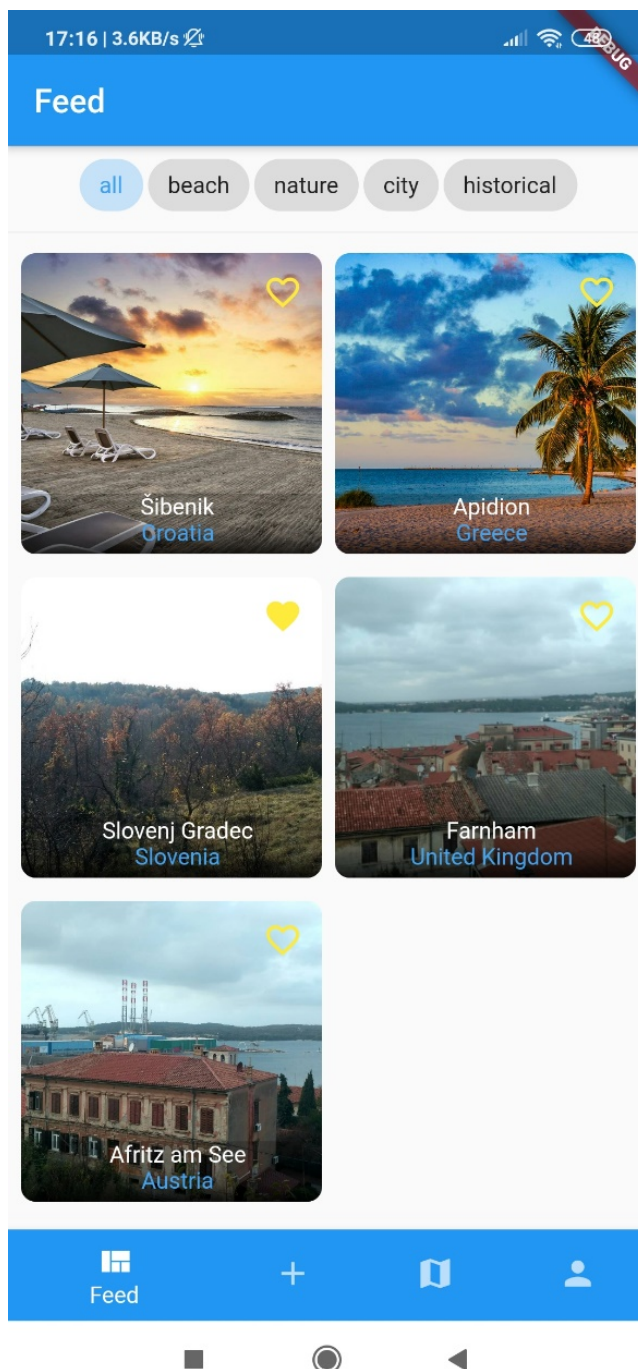 17:16 | 3.6KB/s
48
DEBUG
Feed
all
beach
nature
city
historical
Šibenik
Croatia
Apidion
Greece
Slovenj Gradec
Slovenia
Farnham
United Kingdom
Afritz am See
Austria
Feed